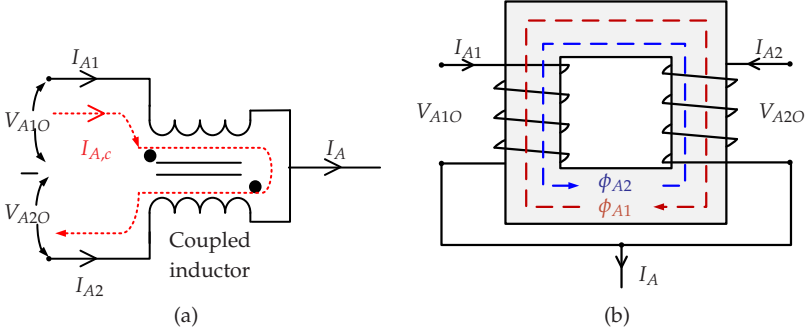 I_{A1}
V_{A1O}
I_{A,c}
I_A
V_{A2O}
Coupled
inductor
I_{A2}
(a)
I_{A1}
I_{A2}
V_{A1O}
V_{A2O}
ϕ_{A2}
ϕ_{A1}
I_A
(b)